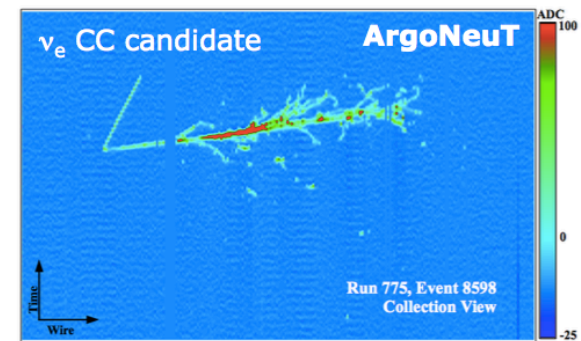 νe CC candidate
ArgoNeuT
ADC
100
0
-25
Run 775, Event 8598
Collection View
Time
Wire